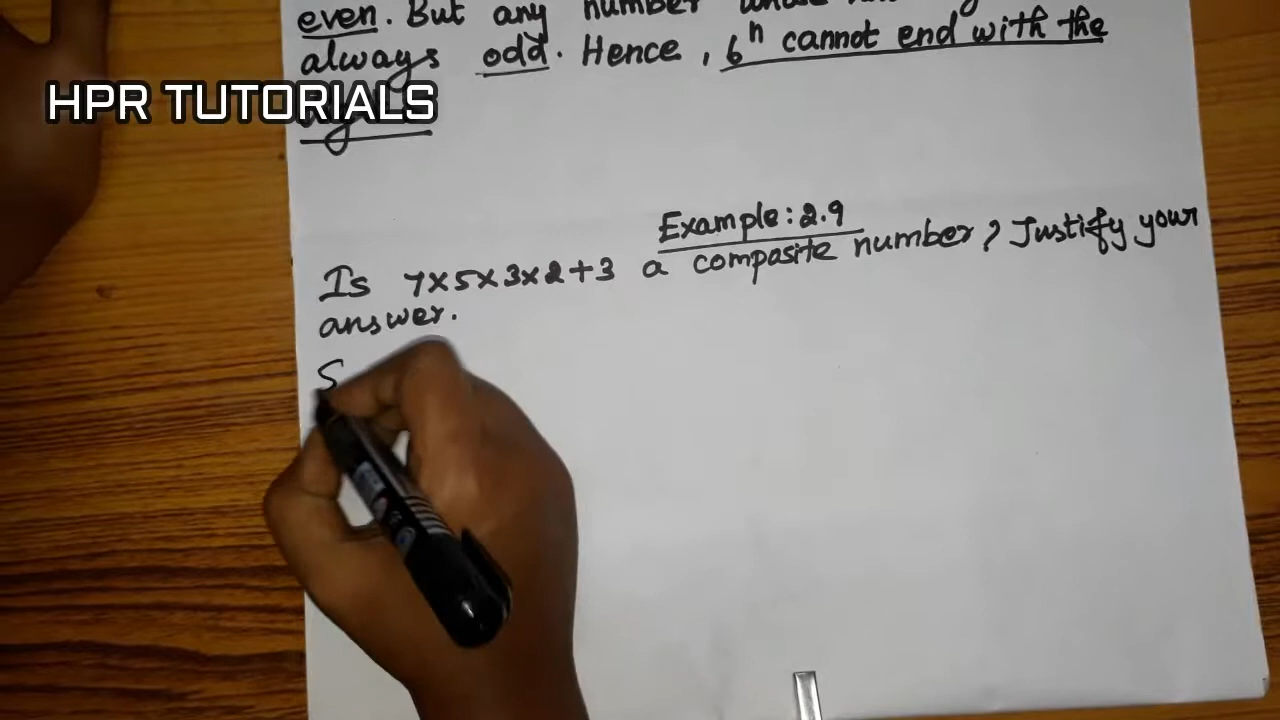 even. But any number
always odd. Hence, 6ⁿ cannot end with the
HPR TUTORIALS
Example: 2.9
Is 7×5×3×2+3 a composite number? Justify your
answer.
S